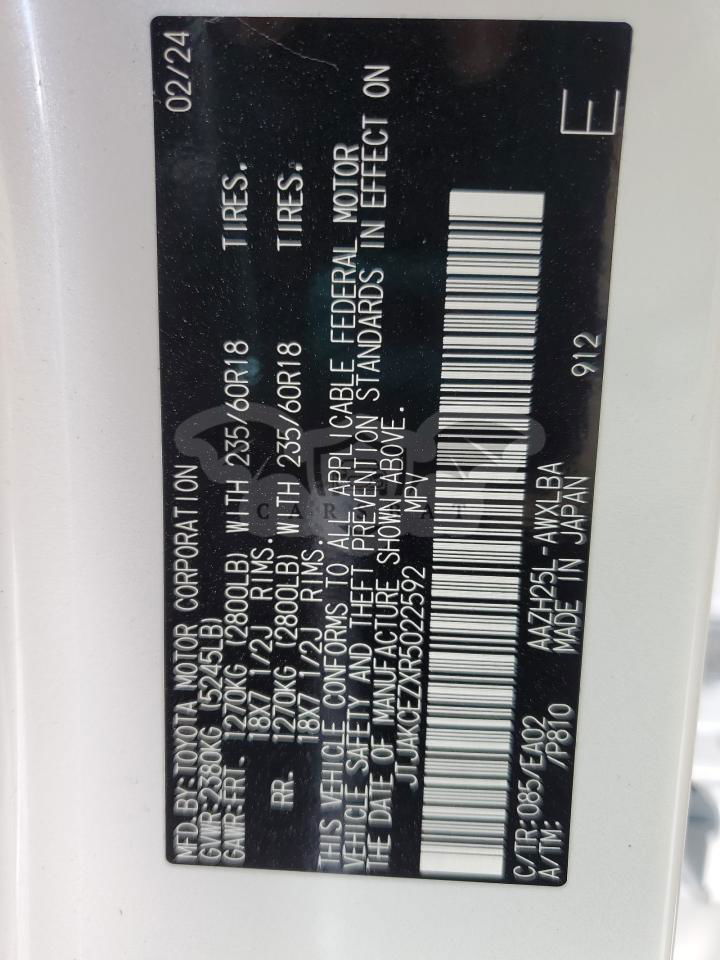 MFD.BY:TOYOTA MOTOR CORPORATION 02/24
GVWR:2380KG (5245LB)
GAWR:FRT. 1270KG (2800LB) WITH 235/60R18 TIRES.
18X7 1/2J RIMS.
RR. 1270KG (2800LB) WITH 235/60R18 TIRES.
18X7 1/2J RIMS.
THIS VEHICLE CONFORMS TO ALL APPLICABLE FEDERAL MOTOR
VEHICLE SAFETY AND THEFT PREVENTION STANDARDS IN EFFECT ON
THE DATE OF MANUFACTURE SHOWN ABOVE.
JTJAKCEZXR5022592 MPV
C/TR:085/EA02 AAZH25L-AWXLBA
A/TM: /P810 MADE IN JAPAN 912 E